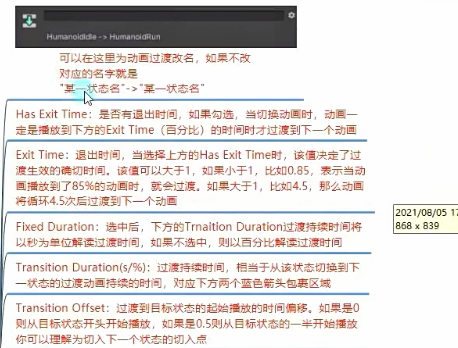 HumanoidIdle -> HumanoidRun
可以在这里为动画过渡改名，如果不改
对应的名字就是
"某一状态名"->"某一状态名"
Has Exit Time：是否有退出时间，如果勾选，当切换动画时，动画一
定是播放到下方的Exit Time（百分比）的时间时才过渡到下一个动画
Exit Time：退出时间，当选择上方的Has Exit Time时，该值决定了过
渡生效的确切时间。该值可以大于1，如果小于1，比如0.85，表示当动
画播放到了85%的动画时，就会过渡。如果大于1，比如4.5，那么动画
将循环4.5次后过渡到下一个动画
Fixed Duration：选中后，下方的Trnaltlon Duration过渡持续时间将
以秒为单位解读过渡时间，如果不选中，则以百分比解读过渡时间
Transition Duration(s/%)：过渡持续时间，相当于从该状态切换到下
一状态的过渡动画持续的时间，对应下方两个蓝色箭头包裹区域
Transition Offset：过渡到目标状态的起始播放的时间偏移。如果是0
则从目标状态开头开始播放，如果是0.5则从目标状态的一半开始播放
你可以理解为切入下一个状态的切入点
2021/08/05 17
868 x 839